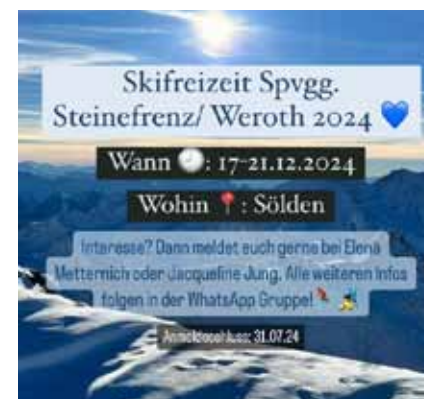 Skifreizeit Spvgg.
Steinefrenz/ Weroth 2024 💙
Wann 🕗: 17-21.12.2024
Wohin 📍: Sölden
Interesse? Dann meldet euch gerne bei Elena
Metternich oder Jacqueline Jung. Alle weiteren Infos
folgen in der WhatsApp Gruppe! ⛷️
Anmeldeschluss: 31.07.24